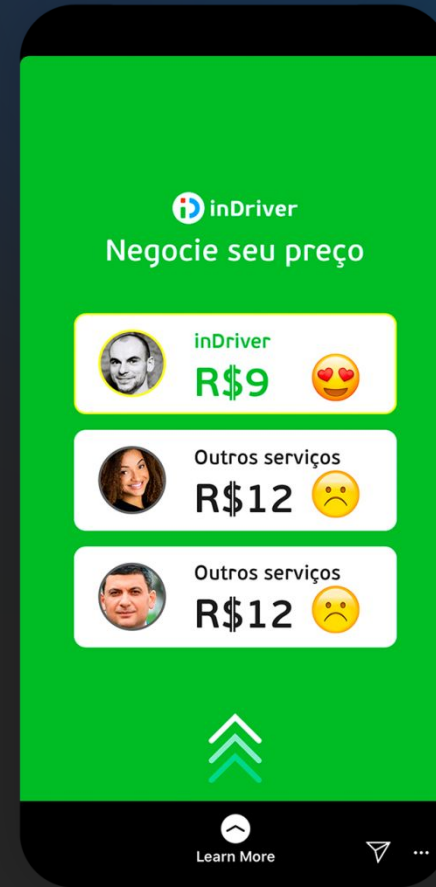 inDriver
Negocie seu preço
inDriver
R$9
Outros serviços
R$12
Outros serviços
R$12
Learn More